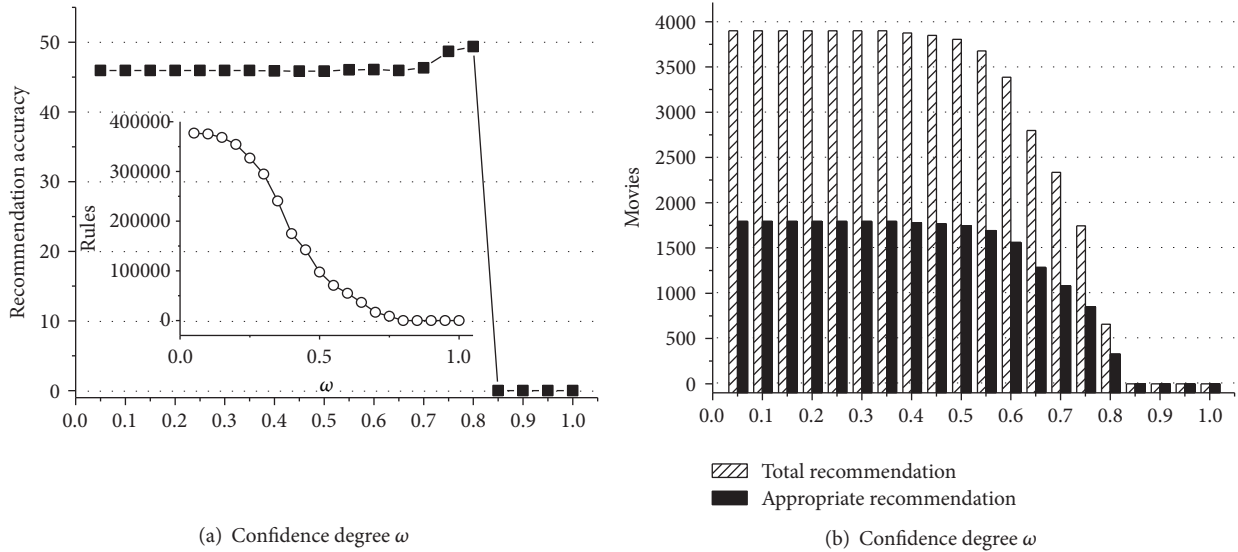 Recommendation accuracy
50
40
30
20
10
0
0.0 0.1 0.2 0.3 0.4 0.5 0.6 0.7 0.8 0.9 1.0
Rules
400000
300000
200000
100000
0
0.0 0.5 1.0
ω
(a) Confidence degree ω
Movies
4000
3500
3000
2500
2000
1500
1000
500
0
0.0 0.1 0.2 0.3 0.4 0.5 0.6 0.7 0.8 0.9 1.0
Total recommendation
Appropriate recommendation
(b) Confidence degree ω